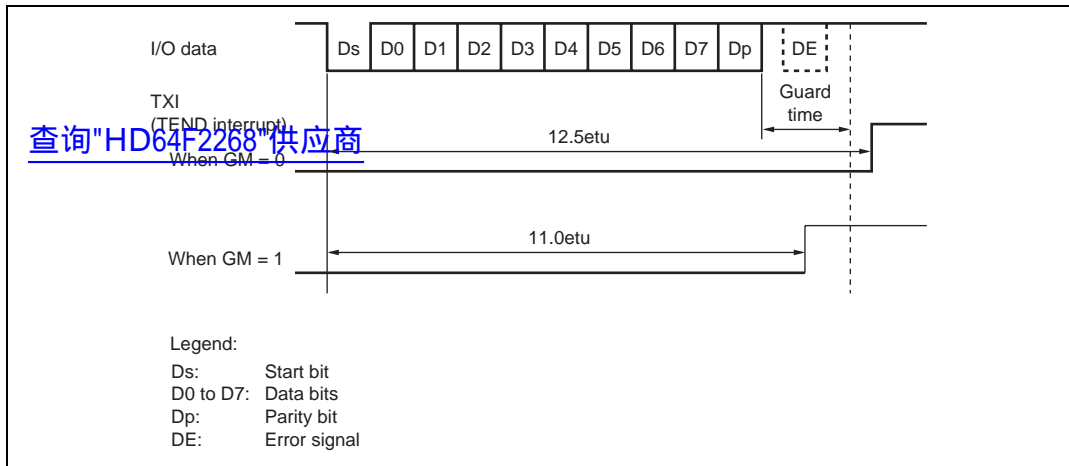 I/O data
Ds D0 D1 D2 D3 D4 D5 D6 D7 Dp DE
Guard
time
TXI
(TEND interrupt)
查询"HD64F2268"供应商
12.5etu
When GM = 0
11.0etu
When GM = 1
Legend:
Ds: Start bit
D0 to D7: Data bits
Dp: Parity bit
DE: Error signal